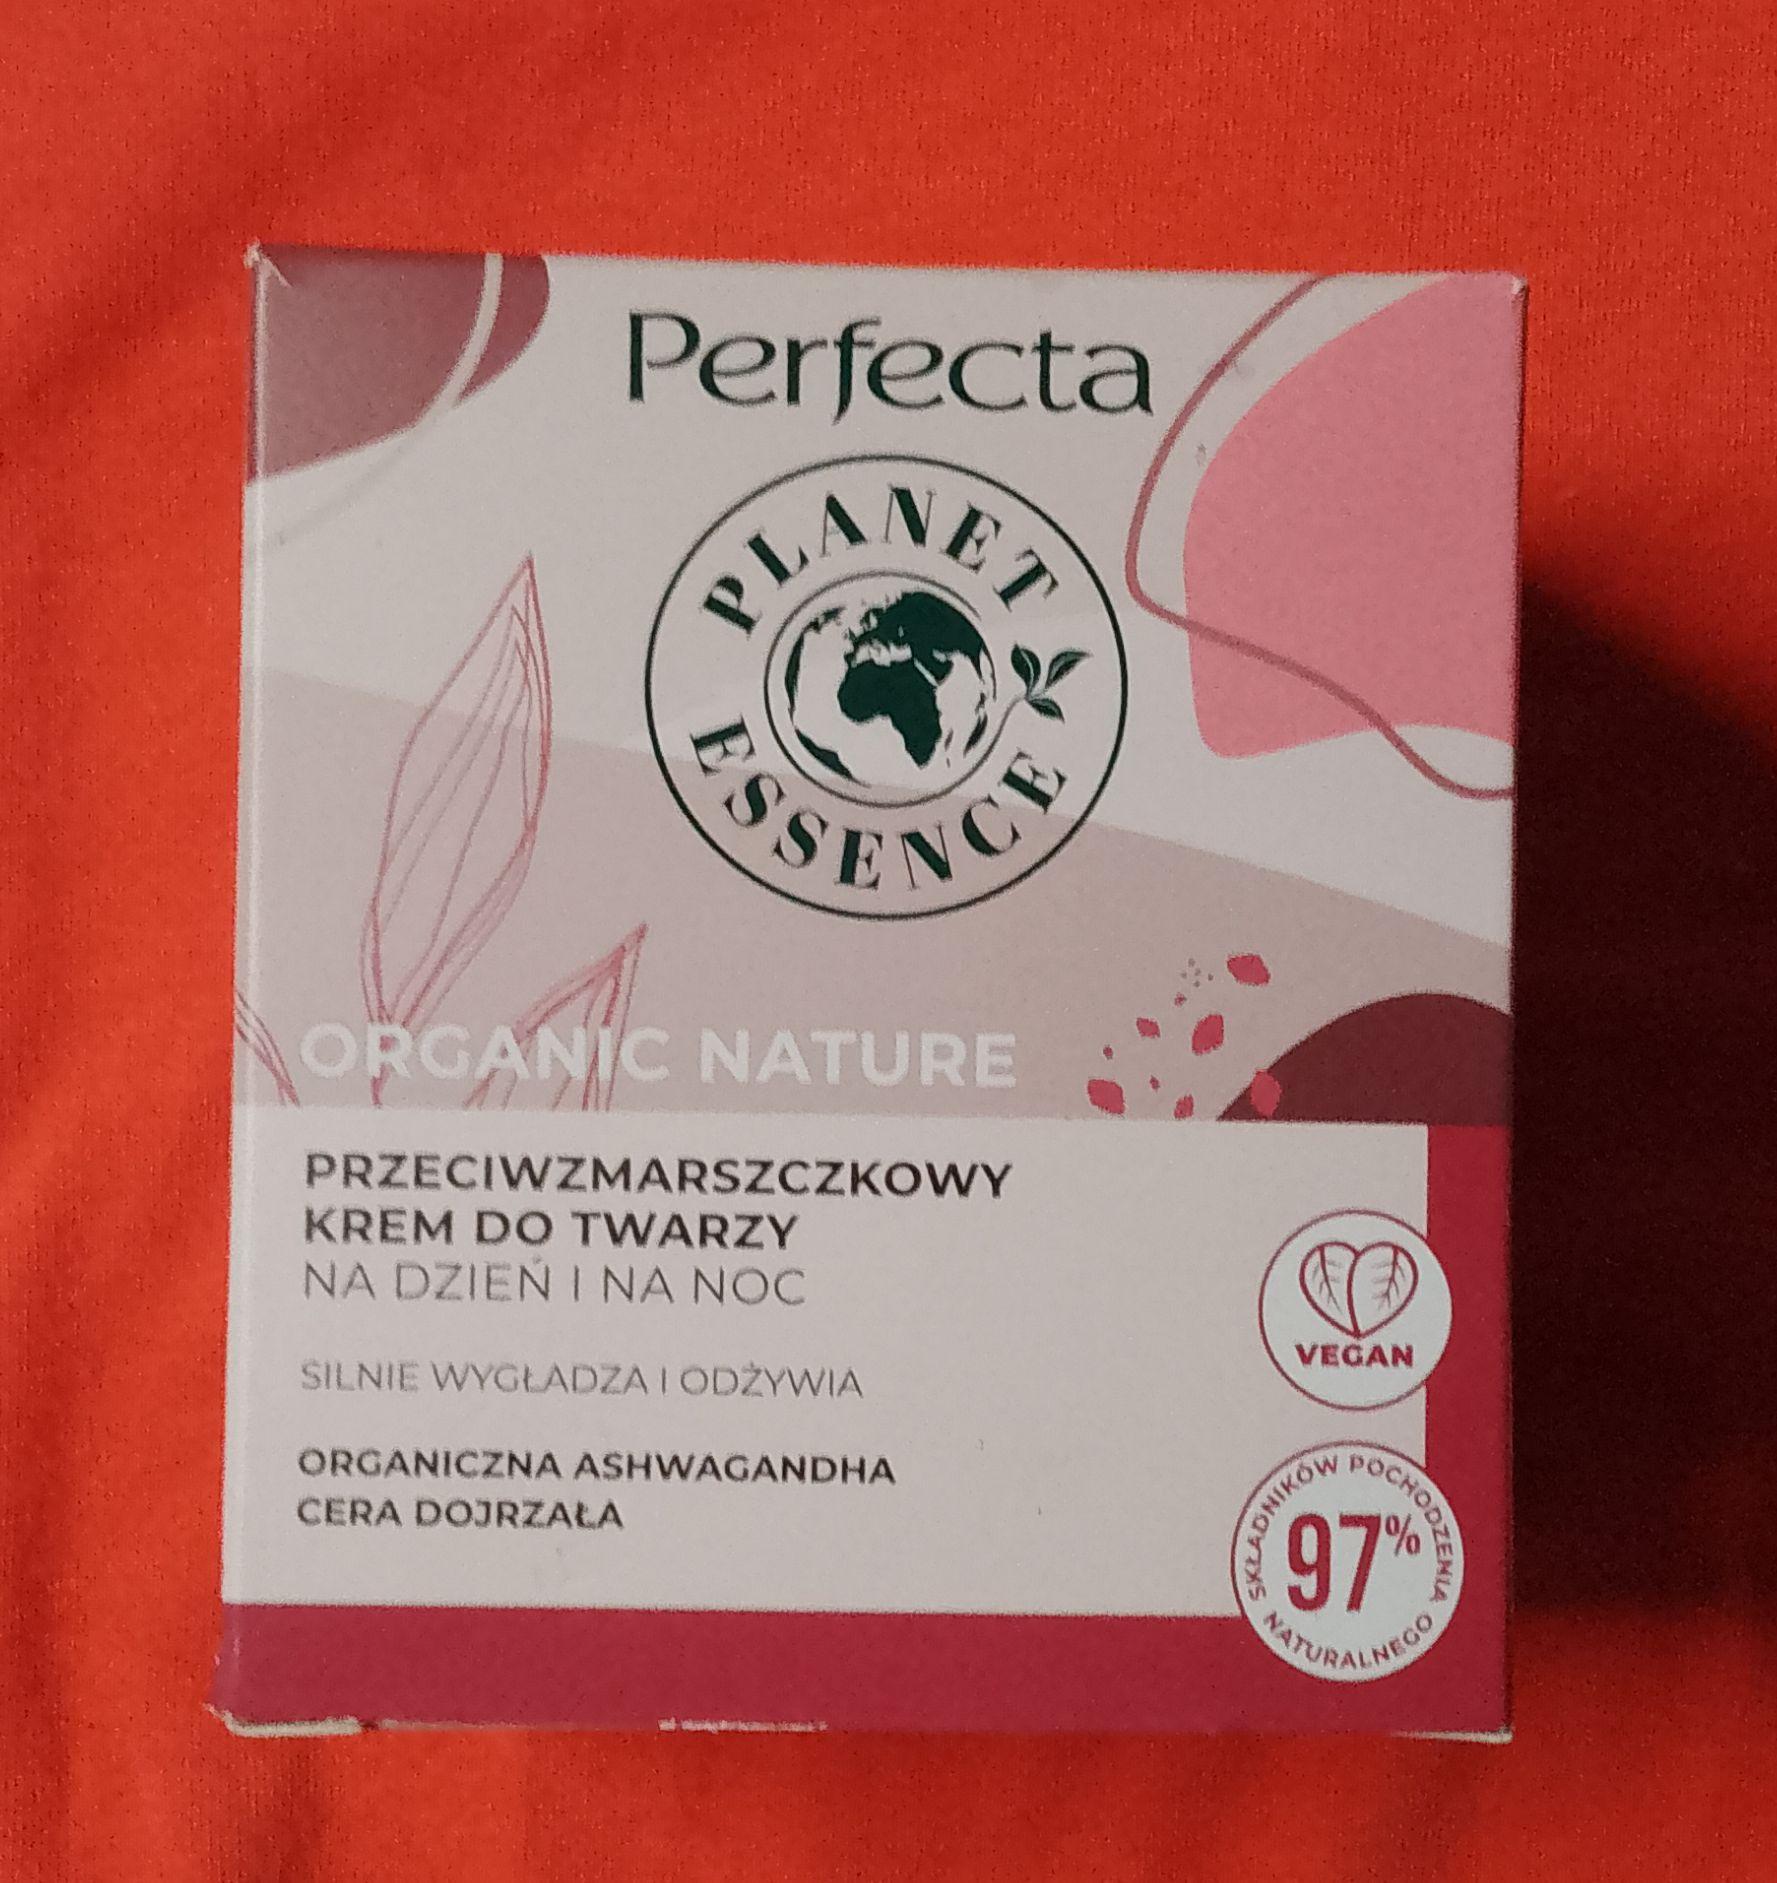 Perfecta
PLANET
ESSENCE
ORGANIC NATURE
PRZECIWZMARSZCZKOWY
KREM DO TWARZY
NA DZIEŃ I NA NOC
SILNIE WYGŁADZA I ODŻYWIA
ORGANICZNA ASHWAGANDHA
CERA DOJRZAŁA
VEGAN
SKŁADNIKÓW POCHODZENIA
97%
NATURALNEGO